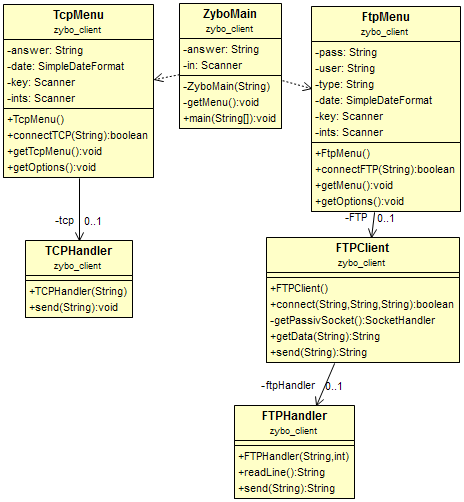 TcpMenu
zybo_client
-answer: String
-date: SimpleDateFormat
-key: Scanner
-ints: Scanner
+TcpMenu()
+connectTCP(String):boolean
+getTcpMenu():void
+getOptions():void
ZyboMain
zybo_client
-answer: String
-in: Scanner
-ZyboMain(String)
-getMenu():void
+main(String[]):void
FtpMenu
zybo_client
-pass: String
-user: String
-type: String
-date: SimpleDateFormat
-key: Scanner
-ints: Scanner
+FtpMenu()
+connectFTP(String):boolean
+getMenu():void
+getOptions():void
-tcp
0..1
-FTP
0..1
TCPHandler
zybo_client
+TCPHandler(String)
+send(String):void
FTPClient
zybo_client
+FTPClient()
+connect(String,String,String):boolean
-getPassivSocket():SocketHandler
+getData(String):String
+send(String):String
-ftpHandler
0..1
FTPHandler
zybo_client
+FTPHandler(String,int)
+readLine():String
+send(String):String